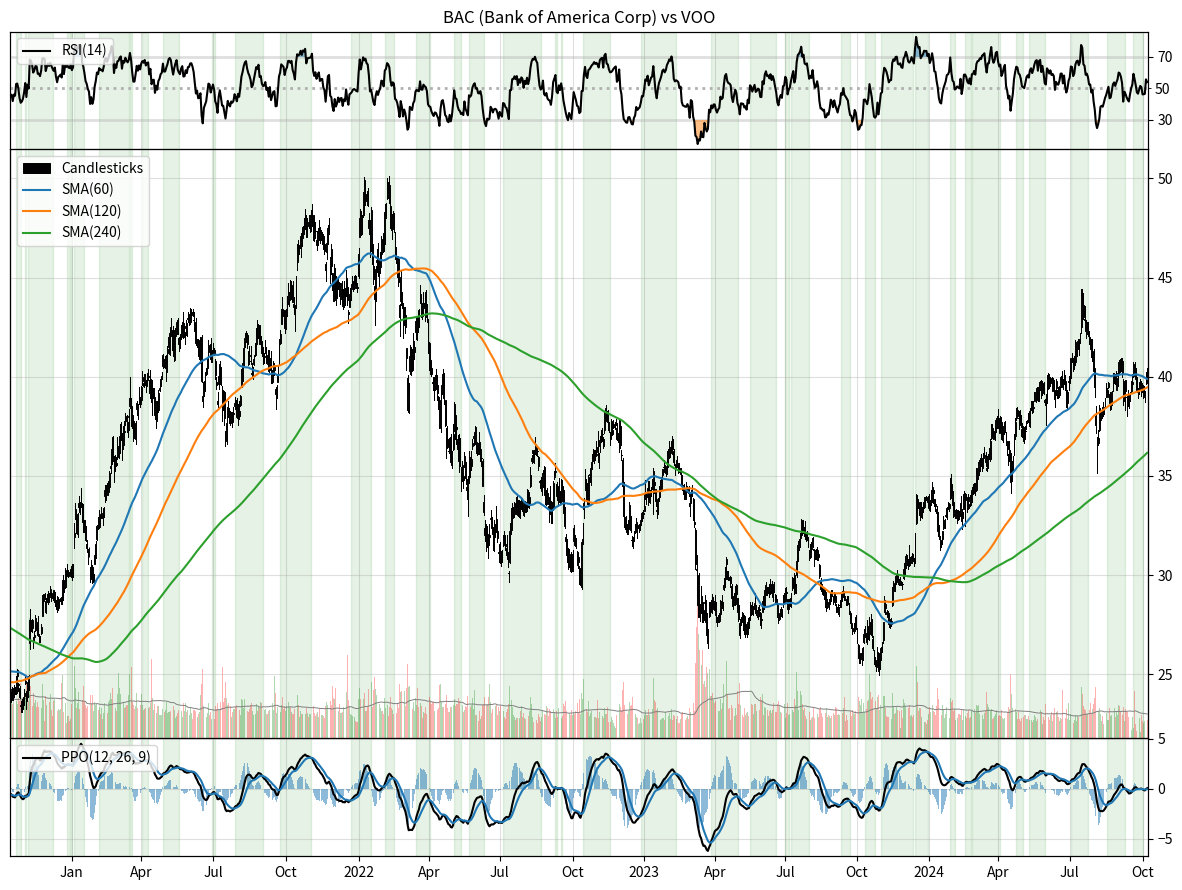 BAC (Bank of America Corp) vs VOO
RSI(14)
70
50
30
Candlesticks
SMA(60)
SMA(120)
SMA(240)
50
45
40
35
30
25
PPO(12, 26, 9)
5
0
−5
Jan Apr Jul Oct 2022 Apr Jul Oct 2023 Apr Jul Oct 2024 Apr Jul Oct